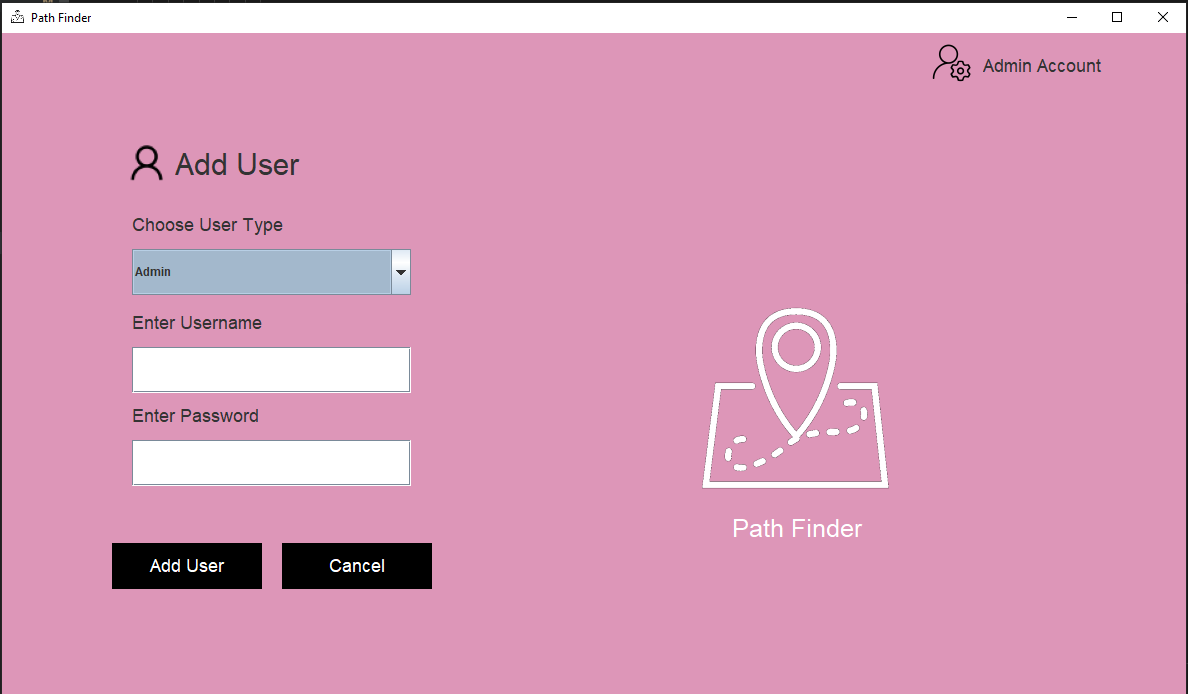 Path Finder
Admin Account
Add User
Choose User Type
Admin
Enter Username
Enter Password
Add User
Cancel
Path Finder